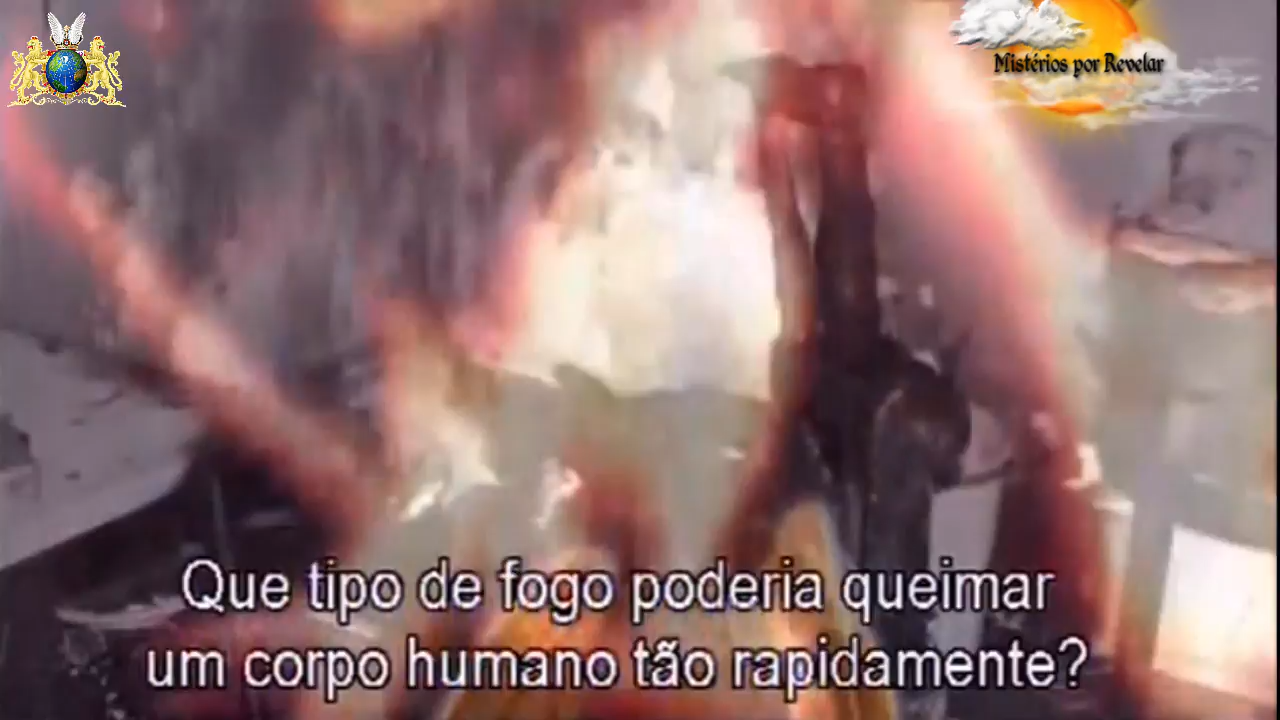 Mistérios por Revelar
Que tipo de fogo poderia queimar
um corpo humano tão rapidamente?